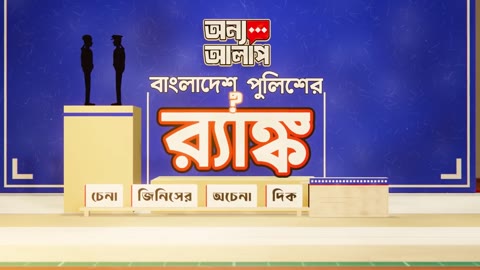 অন্য
আলাপ
বাংলাদেশ পুলিশের
?
র‍্যাঙ্ক
চেনা জিনিসের অচেনা দিক